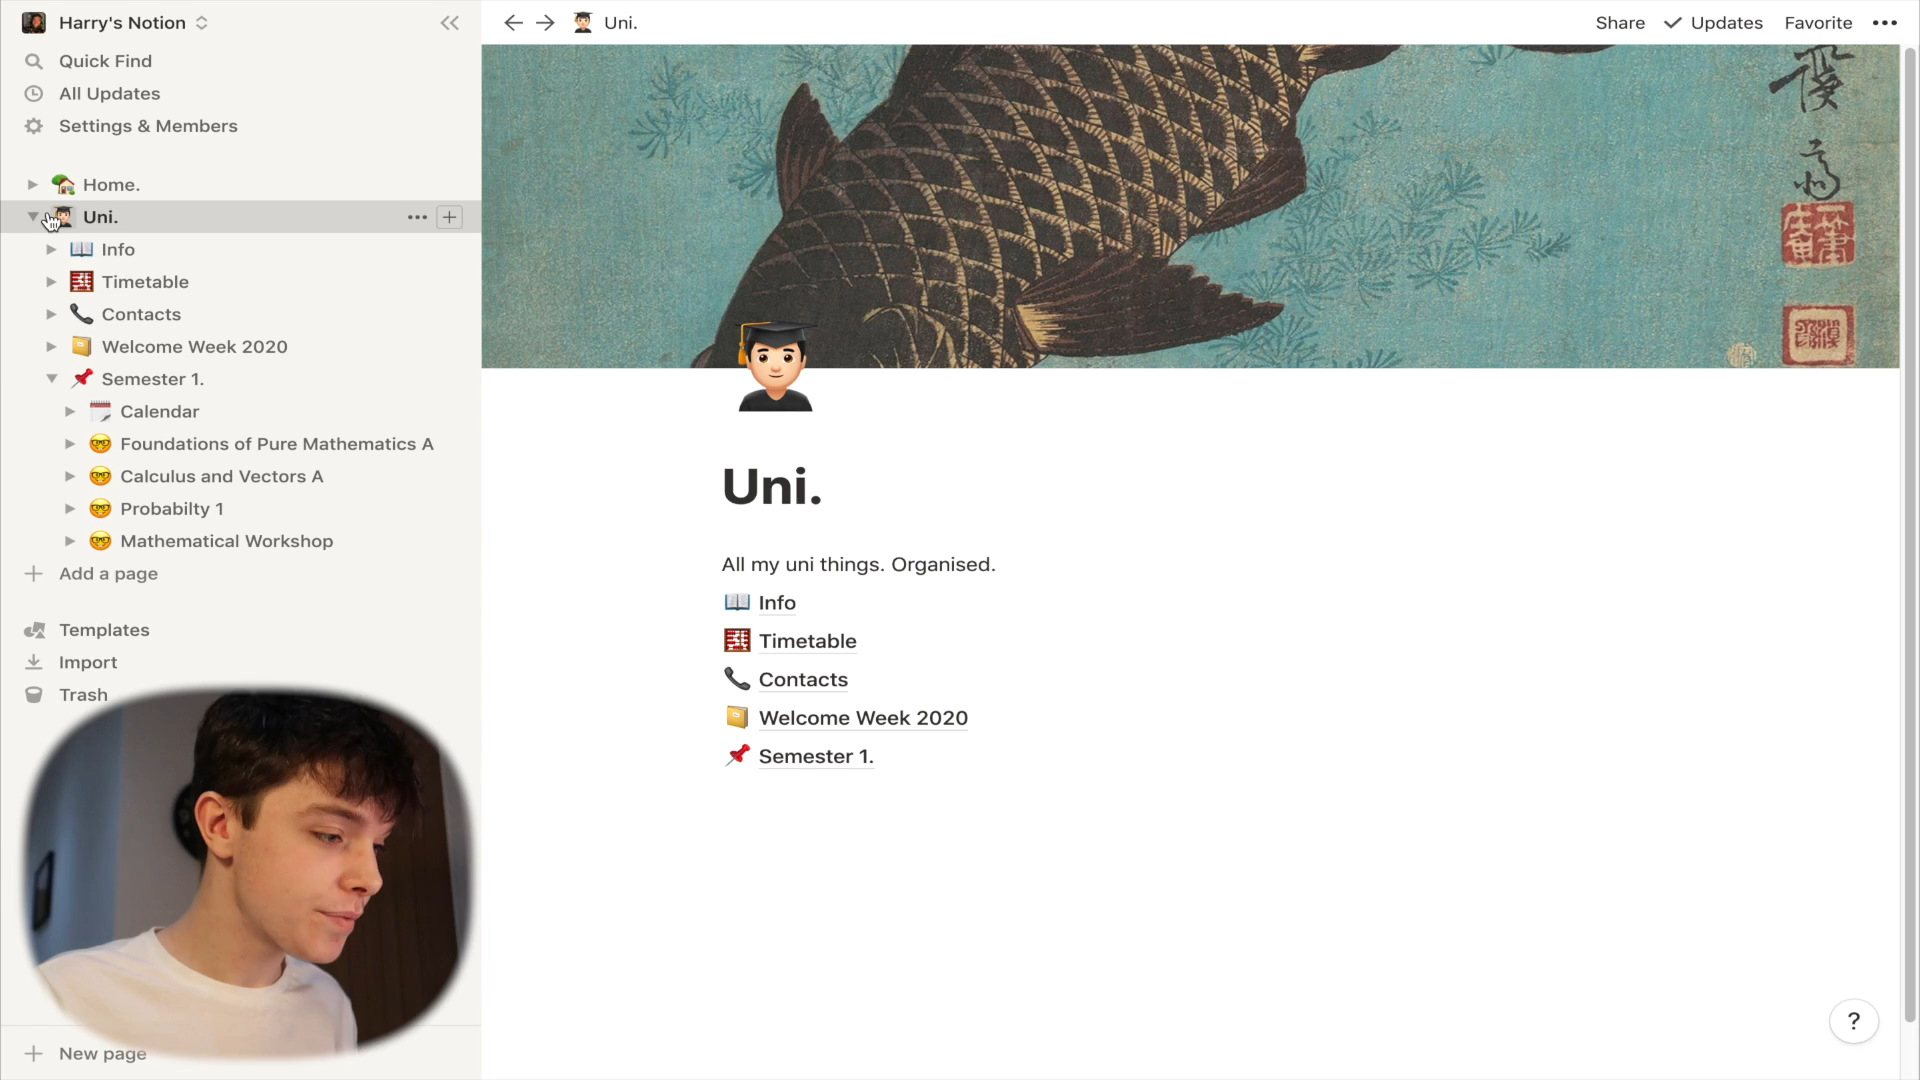 Harry's Notion
Quick Find
All Updates
Settings & Members
Home.
Uni.
Info
Timetable
Contacts
Welcome Week 2020
Semester 1.
Calendar
Foundations of Pure Mathematics A
Calculus and Vectors A
Probabilty 1
Mathematical Workshop
Add a page
Templates
Import
Trash
New page
Uni.
Share
Updates
Favorite
Uni.
All my uni things. Organised.
Info
Timetable
Contacts
Welcome Week 2020
Semester 1.
?